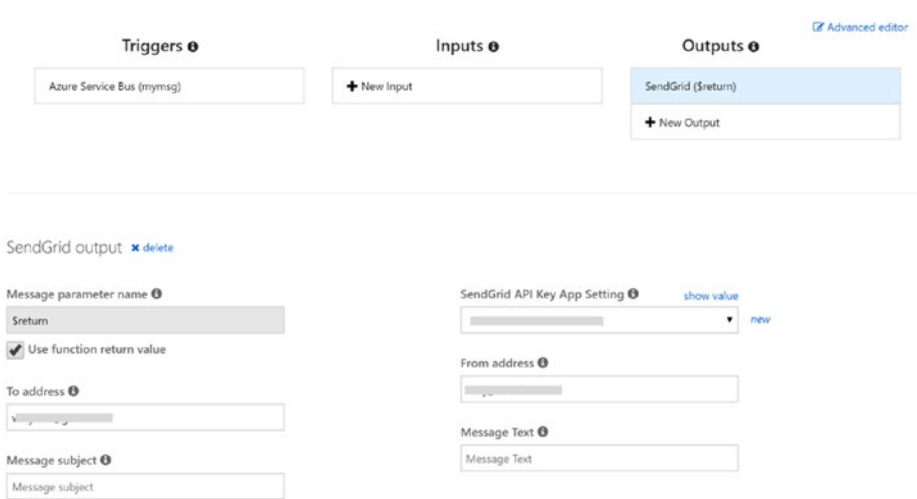 Advanced editor
Triggers
Inputs
Outputs
Azure Service Bus (mymsg)
New Input
SendGrid ($return)
New Output
SendGrid output × delete
Message parameter name
$return
Use function return value
To address
Message subject
Message subject
SendGrid API Key App Setting
show value
new
From address
Message Text
Message Text